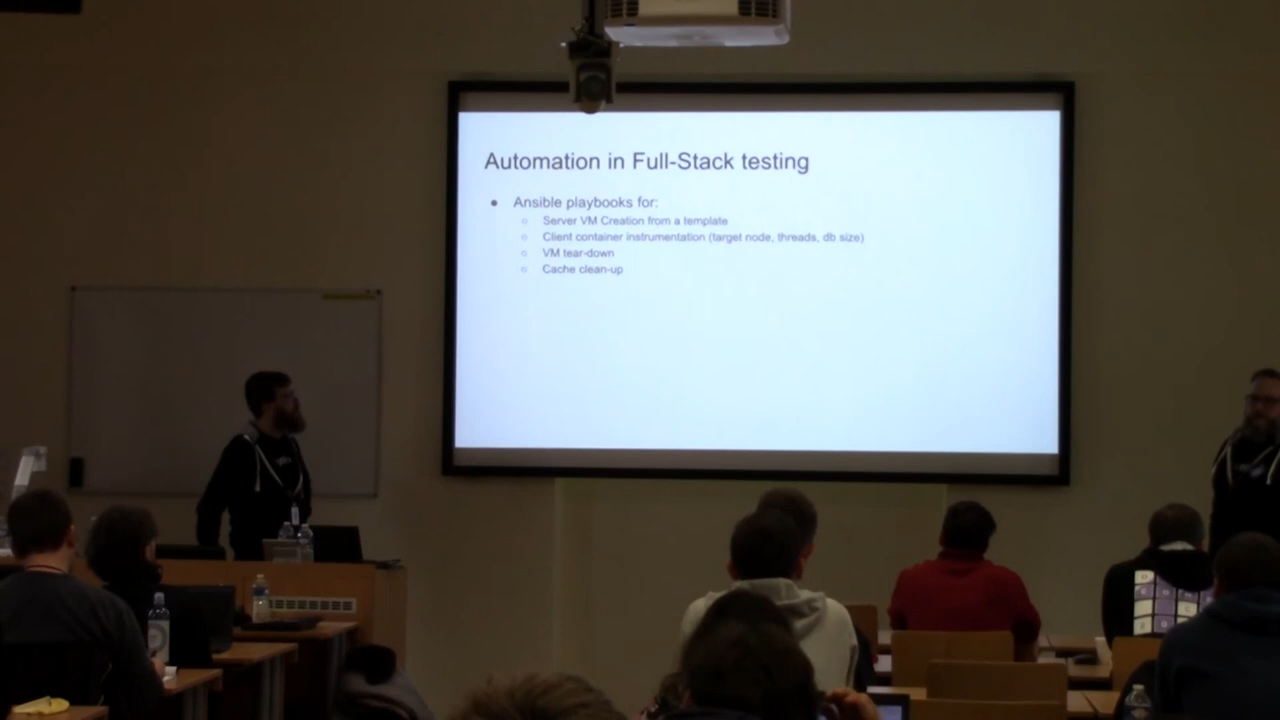 Automation in Full-Stack testing
● Ansible playbooks for:
○ Server VM Creation from a template
○ Client container instrumentation (target node, threads, db size)
○ VM tear-down
○ Cache clean-up